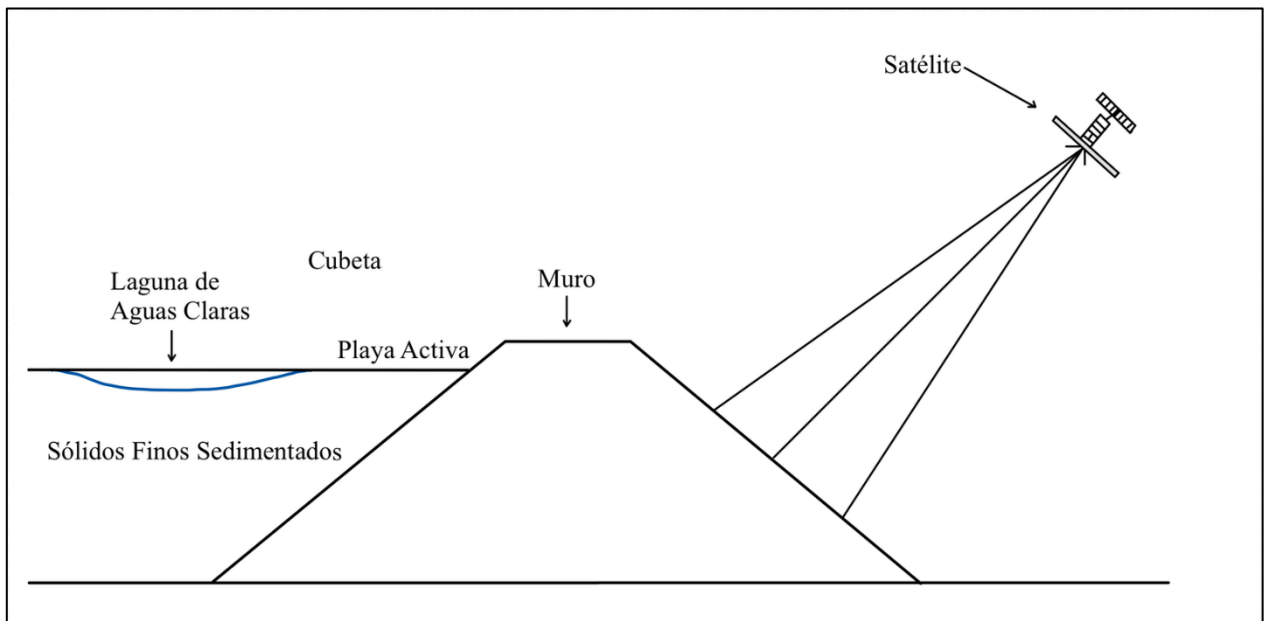 Satélite
Cubeta
Laguna de
Aguas Claras
Muro
Playa Activa
Sólidos Finos Sedimentados